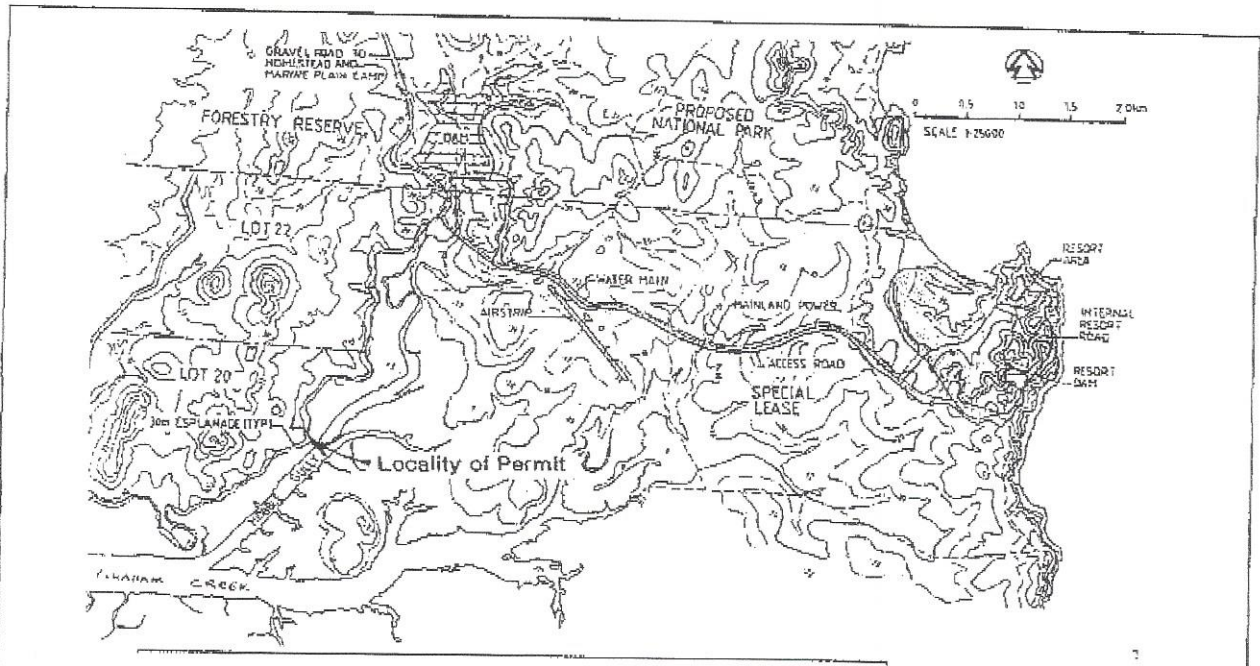 GRAVEL ROAD TO
HOMESTEAD AND
MARINE PLAIN CAMP
FORESTRY RESERVE
DAM
PROPOSED
NATIONAL PARK
0 0.5 1.0 1.5 2.0km
SCALE 1:25000
LOT 22
WATER MAIN
AIRSTRIP
MAINLAND POWER
RESORT
AREA
INTERNAL
RESORT
ROAD
RESORT
DAM
ACCESS ROAD
LOT 20
SPECIAL
LEASE
30m ESPLANADE (TYP)
Locality of Permit
CREEK